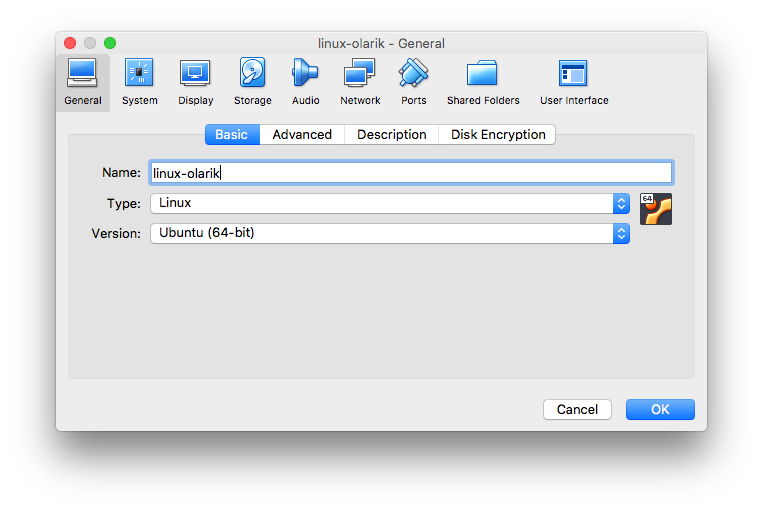 linux-olarik - General
General System Display Storage Audio Network Ports Shared Folders User Interface
Basic Advanced Description Disk Encryption
Name: linux-olarik
Type: Linux
64
Version: Ubuntu (64-bit)
Cancel OK